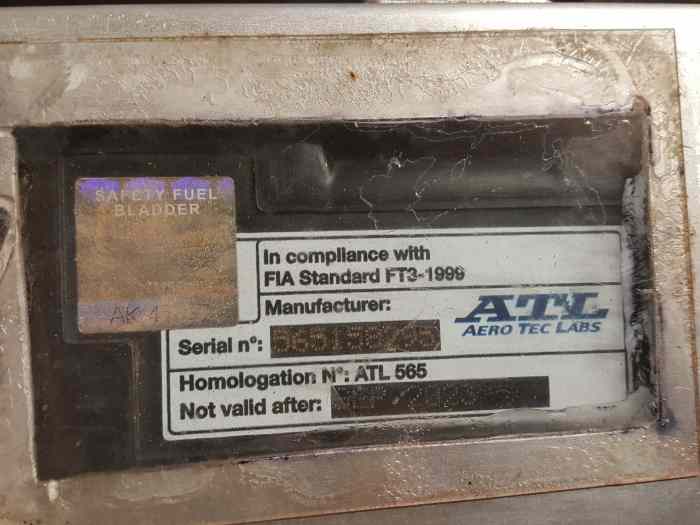 SAFETY FUEL
BLADDER
In compliance with
FIA Standard FT3-1999
Manufacturer:
ATL
AERO TEC LABS
Serial n°:
Homologation N°: ATL 565
Not valid after: